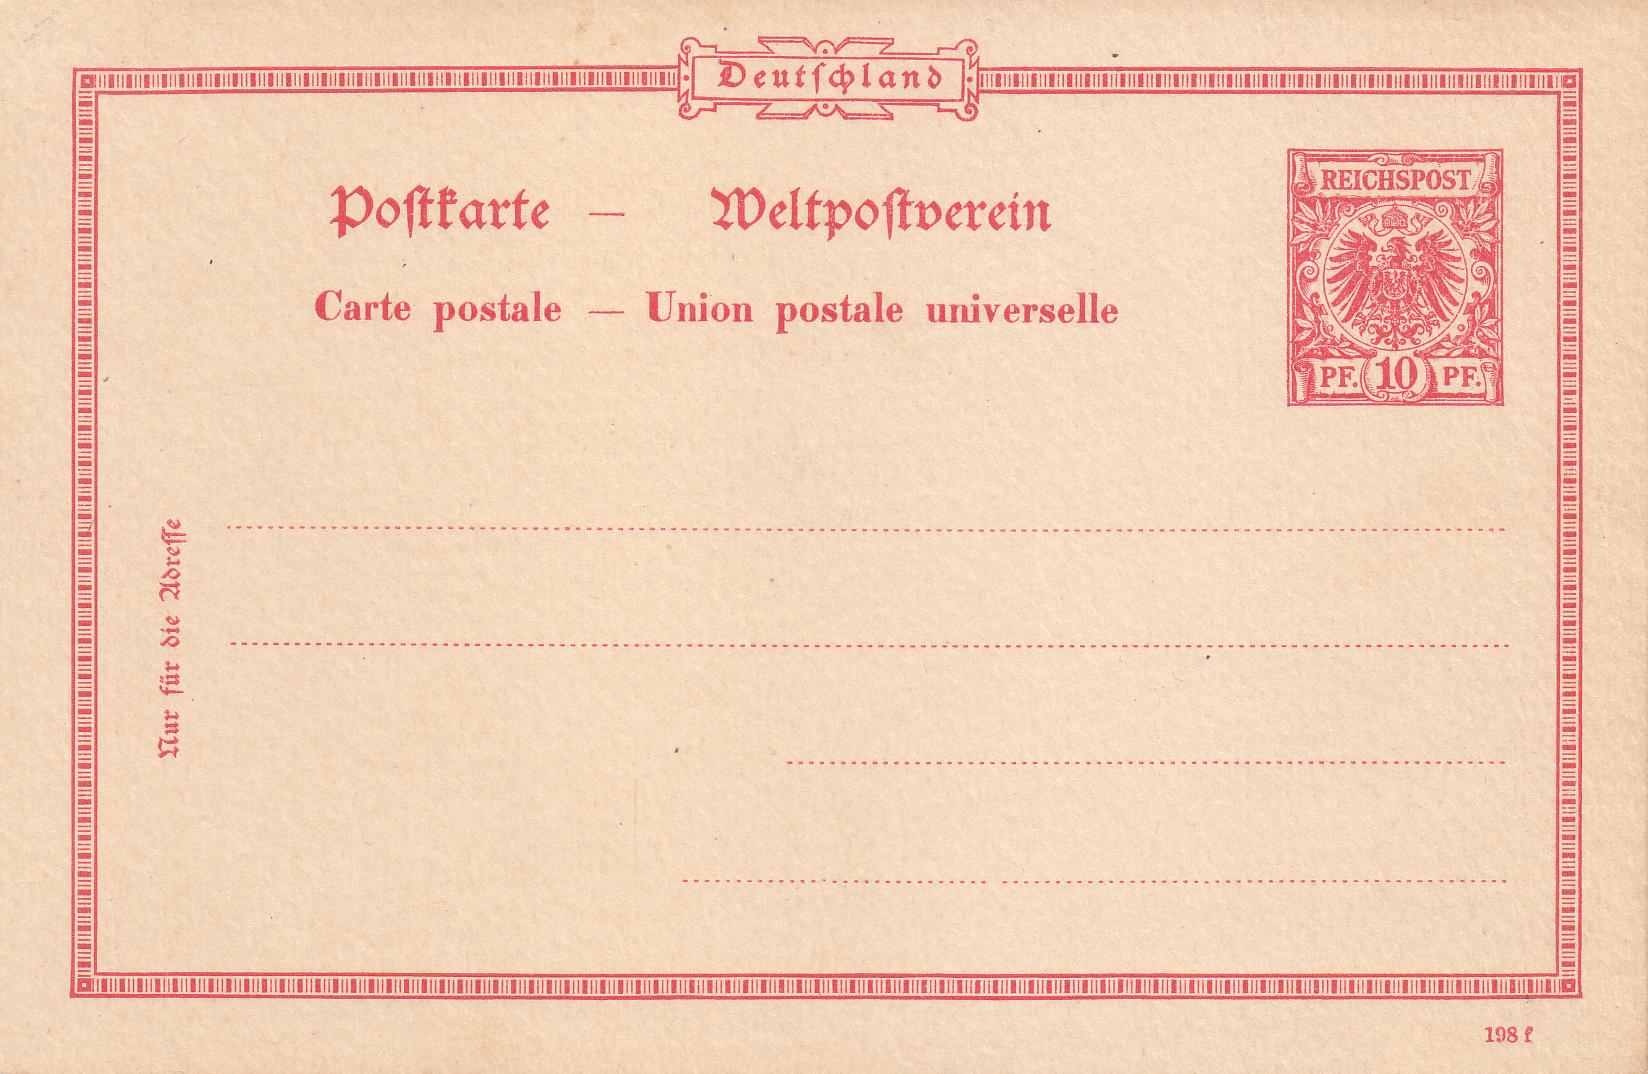 Deutſchland
REICHSPOST
Poſtkarte — Weltpoſtverein
Carte postale — Union postale universelle
PF. 10 PF.
Nur für die Adreſſe
198 f